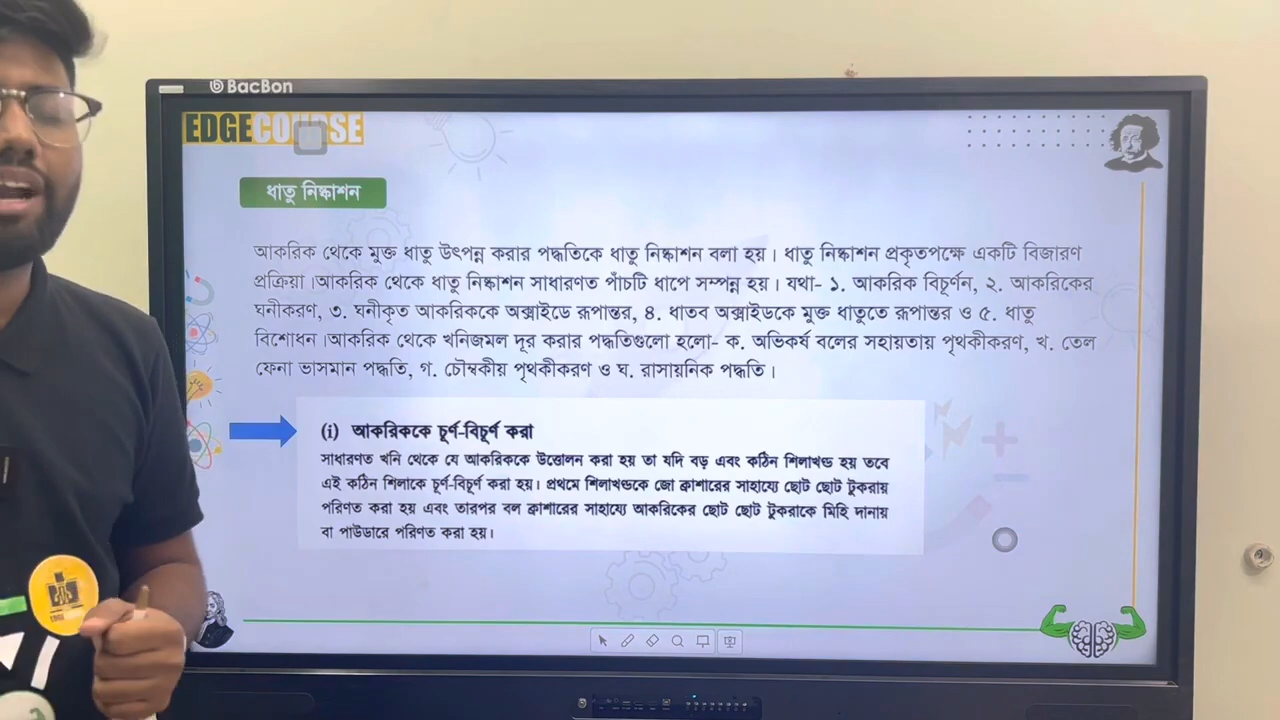 BacBon
EDGECOURSE
ধাতু নিষ্কাশন
আকরিক থেকে মুক্ত ধাতু উৎপন্ন করার পদ্ধতিকে ধাতু নিষ্কাশন বলা হয়। ধাতু নিষ্কাশন প্রকৃতপক্ষে একটি বিজারণ
প্রক্রিয়া।আকরিক থেকে ধাতু নিষ্কাশন সাধারণত পাঁচটি ধাপে সম্পন্ন হয়। যথা- ১. আকরিক বিচূর্ণন, ২. আকরিকের
ঘনীকরণ, ৩. ঘনীকৃত আকরিককে অক্সাইডে রূপান্তর, ৪. ধাতব অক্সাইডকে মুক্ত ধাতুতে রূপান্তর ও ৫. ধাতু
বিশোধন।আকরিক থেকে খনিজমল দূর করার পদ্ধতিগুলো হলো- ক. অভিকর্ষ বলের সহায়তায় পৃথকীকরণ, খ. তেল
ফেনা ভাসমান পদ্ধতি, গ. চৌম্বকীয় পৃথকীকরণ ও ঘ. রাসায়নিক পদ্ধতি।
(i) আকরিককে চূর্ণ-বিচূর্ণ করা
সাধারণত খনি থেকে যে আকরিককে উত্তোলন করা হয় তা যদি বড় এবং কঠিন শিলাখন্ড হয় তবে
এই কঠিন শিলাকে চূর্ণ-বিচূর্ণ করা হয়। প্রথমে শিলাখন্ডকে জো ক্রাশারের সাহায্যে ছোট ছোট টুকরায়
পরিণত করা হয় এবং তারপর বল ক্রাশারের সাহায্যে আকরিকের ছোট ছোট টুকরাকে মিহি দানায়
বা পাউডারে পরিণত করা হয়।